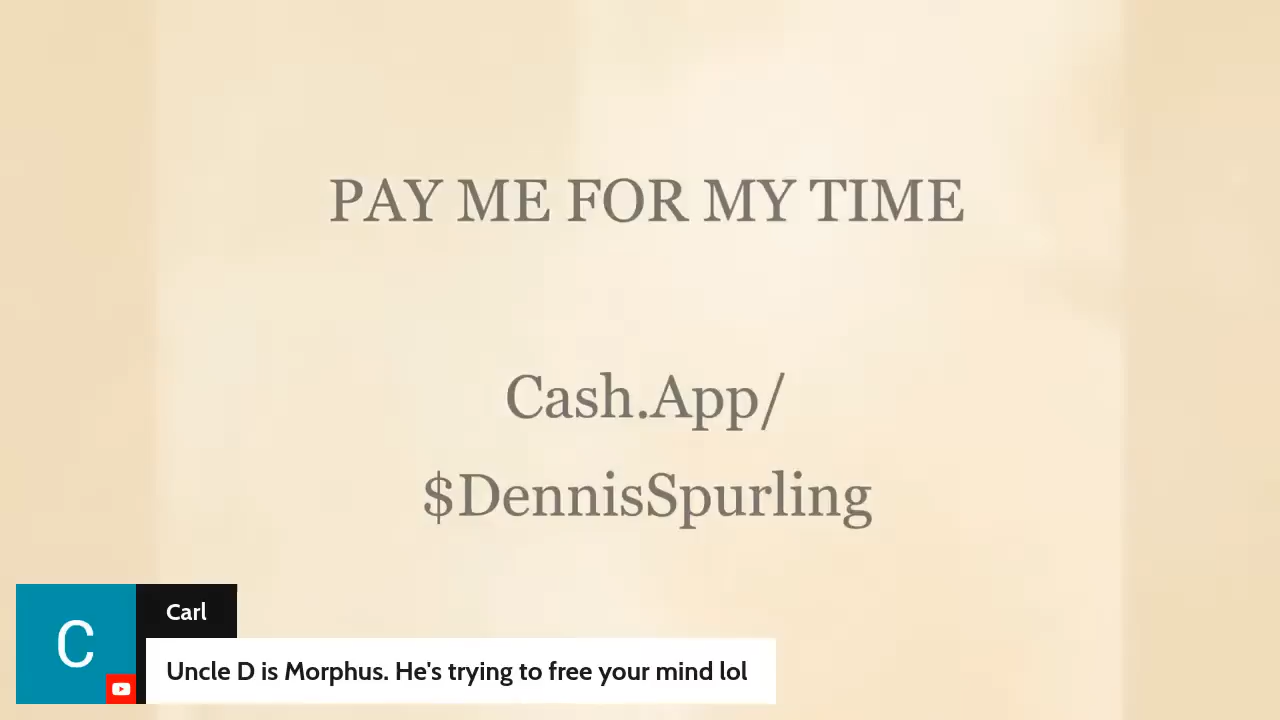 PAY ME FOR MY TIME
Cash.App/
$DennisSpurling
C
Carl
Uncle D is Morphus. He's trying to free your mind lol